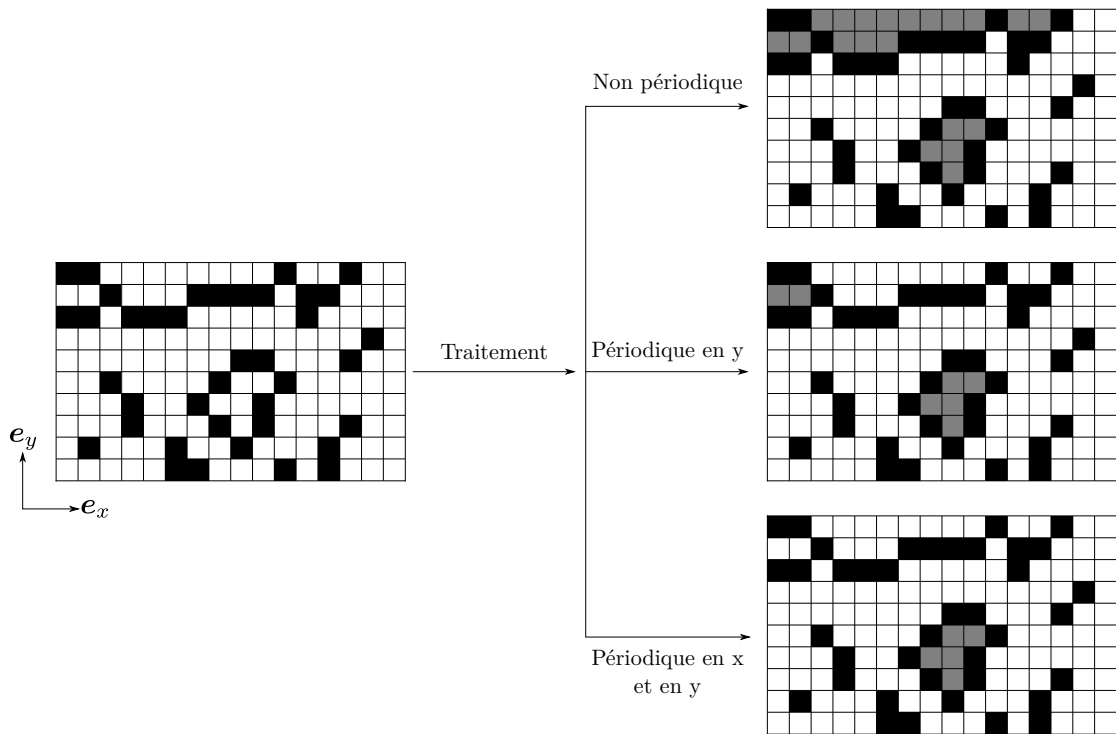 Non périodique
Traitement
Périodique en y
e_y
e_x
Périodique en x
et en y